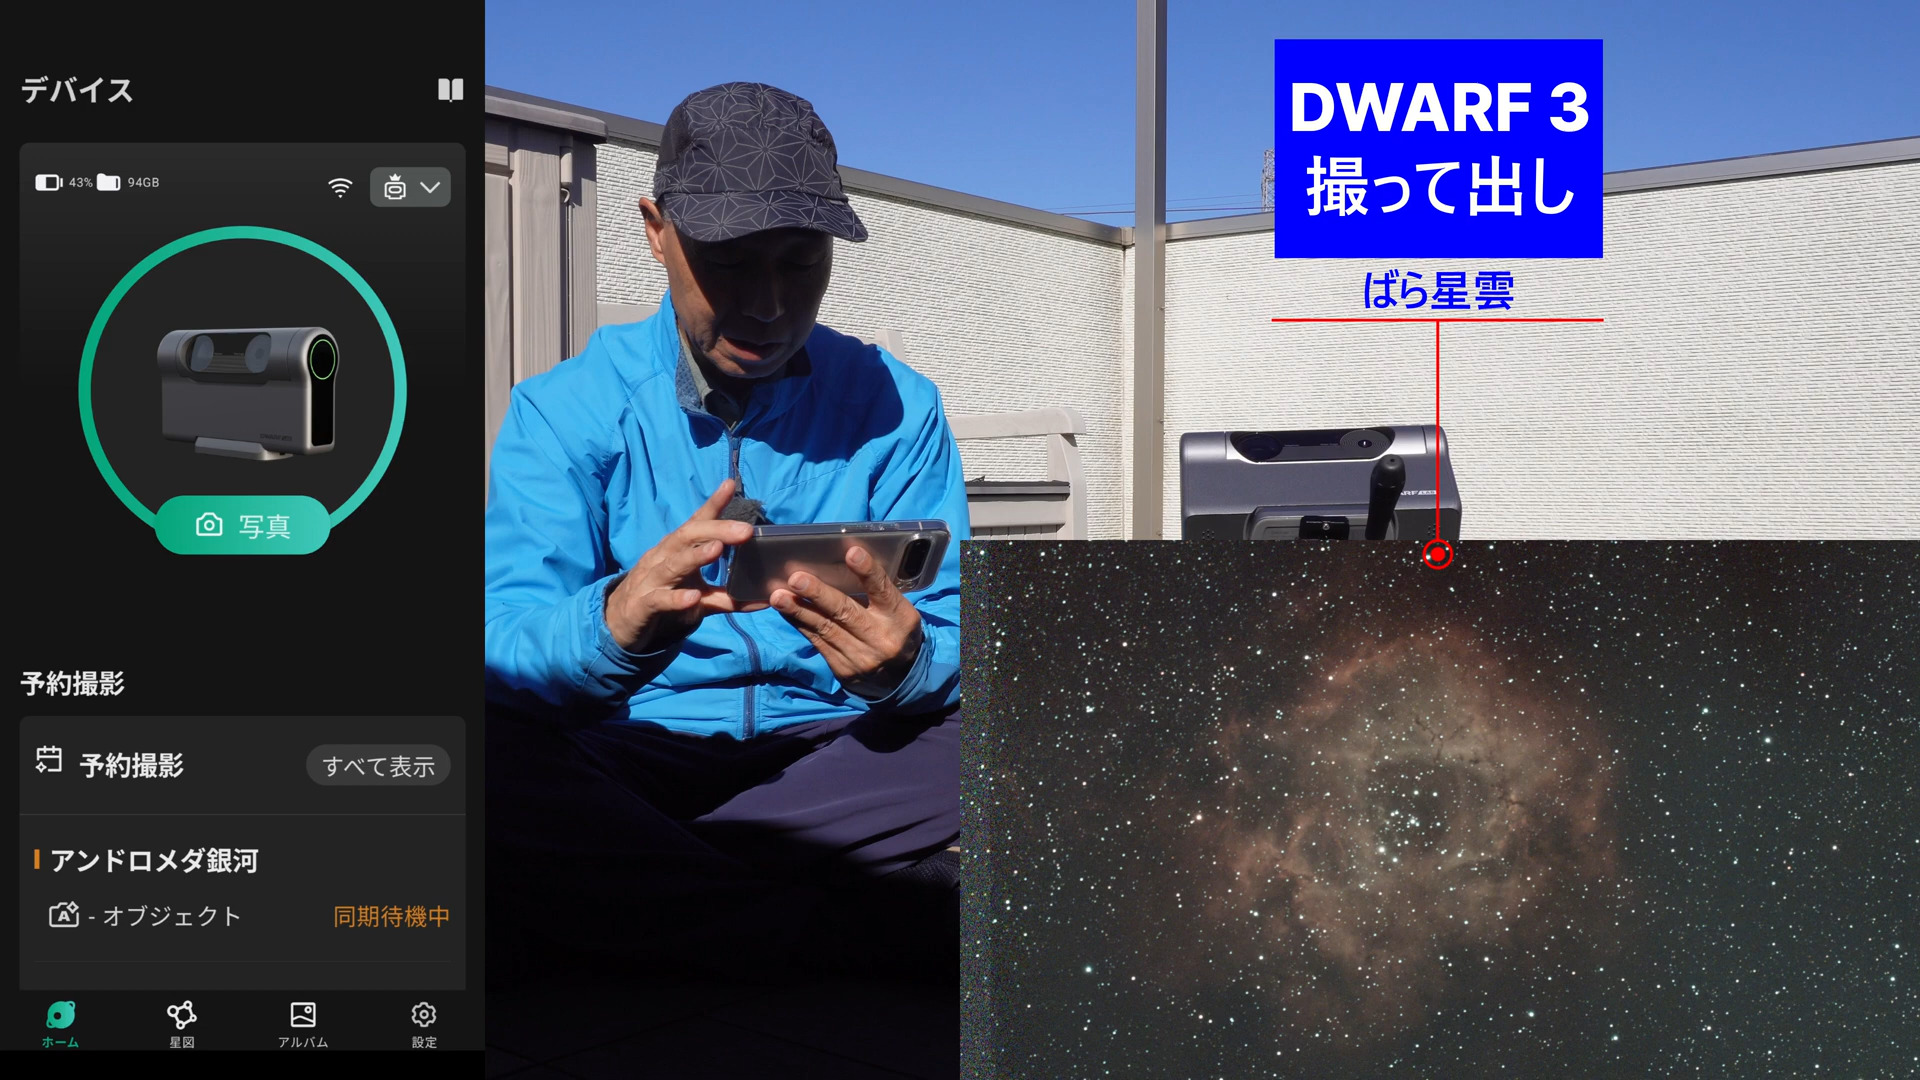 デバイス
43%
94GB
写真
予約撮影
予約撮影
すべて表示
アンドロメダ銀河
A - オブジェクト
同期待機中
ホーム
星図
アルバム
設定
DWARF 3
撮って出し
ばら星雲